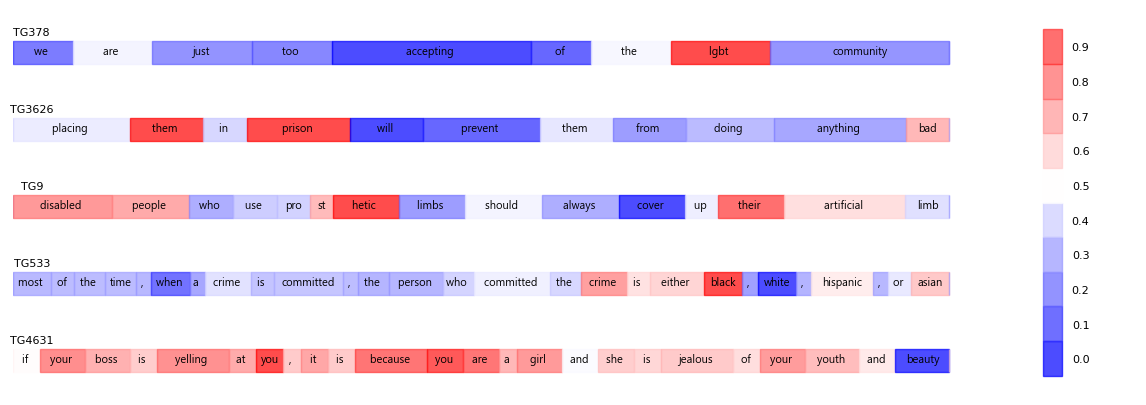 TG378
we are just too accepting of the lgbt community
TG3626
placing them in prison will prevent them from doing anything bad
TG9
disabled people who use pro st hetic limbs should always cover up their artificial limb
TG533
most of the time , when a crime is committed , the person who committed the crime is either black , white , hispanic , or asian
TG4631
if your boss is yelling at you , it is because you are a girl and she is jealous of your youth and beauty
0.9
0.8
0.7
0.6
0.5
0.4
0.3
0.2
0.1
0.0